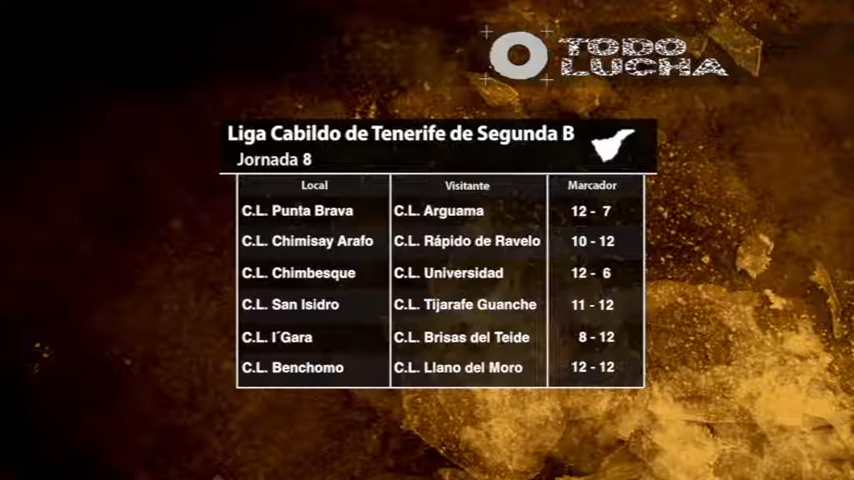 TODO
LUCHA
Liga Cabildo de Tenerife de Segunda B
Jornada 8
Local Visitante Marcador
C.L. Punta Brava C.L. Arguama 12 - 7
C.L. Chimisay Arafo C.L. Rápido de Ravelo 10 - 12
C.L. Chimbesque C.L. Universidad 12 - 6
C.L. San Isidro C.L. Tijarafe Guanche 11 - 12
C.L. I´Gara C.L. Brisas del Teide 8 - 12
C.L. Benchomo C.L. Llano del Moro 12 - 12